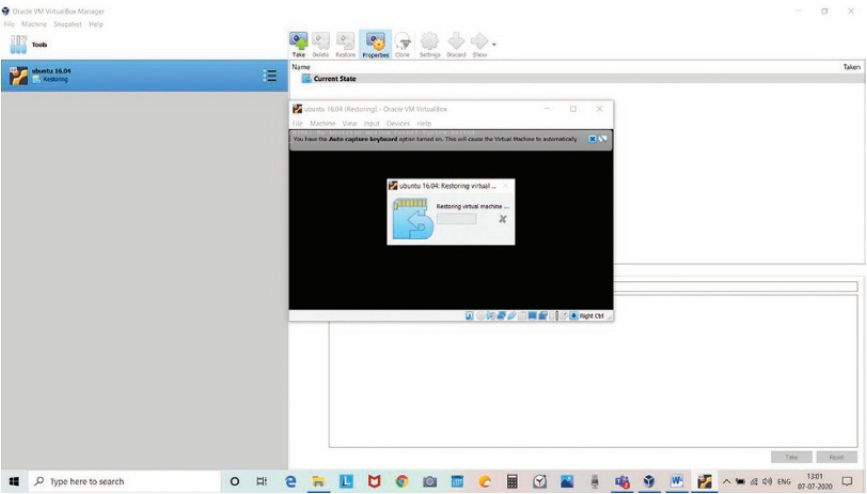 Oracle VM VirtualBox Manager
File Machine Snapshot Help
Tools
Take Delete Restore Properties Clone Settings Discard Show
ubuntu 16.04
Restoring
Name Taken
Current State
ubuntu 16.04 (Restoring) - Oracle VM VirtualBox
File Machine View Input Devices Help
You have the Auto capture keyboard option turned on. This will cause the Virtual Machine to automatically
ubuntu 16.04: Restoring virtual ...
Restoring virtual machine ...
Right Ctrl
Take Reset
Type here to search
ENG
13:01
07-07-2020